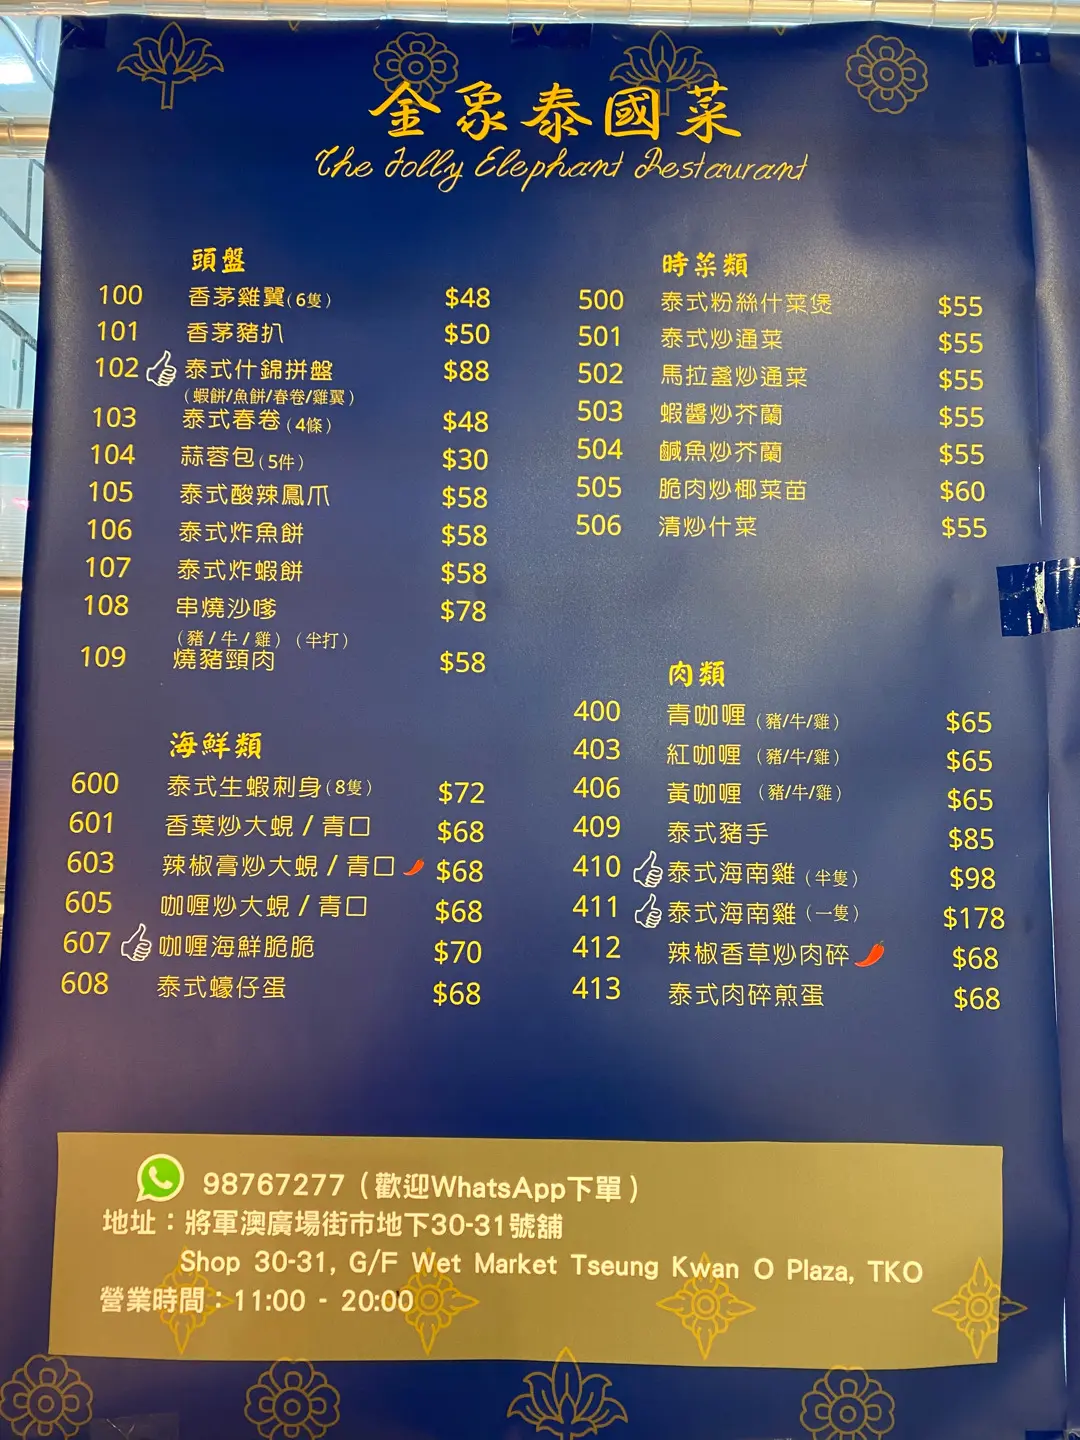 金象泰國菜
The Jolly Elephant Restaurant
頭盤
100 香茅雞翼(6隻) $48
101 香茅豬扒 $50
102 泰式什錦拼盤 $88
(蝦餅/魚餅/春卷/雞翼)
103 泰式春卷(4條) $48
104 蒜蓉包(5件) $30
105 泰式酸辣鳳爪 $58
106 泰式炸魚餅 $58
107 泰式炸蝦餅 $58
108 串燒沙嗲 $78
(豬/牛/雞)(半打)
109 燒豬頸肉 $58
海鮮類
600 泰式生蝦刺身(8隻) $72
601 香葉炒大蜆/青口 $68
603 辣椒膏炒大蜆/青口 $68
605 咖喱炒大蜆/青口 $68
607 咖喱海鮮脆脆 $70
608 泰式蠔仔蛋 $68
時菜類
500 泰式粉絲什菜煲 $55
501 泰式炒通菜 $55
502 馬拉盞炒通菜 $55
503 蝦醬炒芥蘭 $55
504 鹹魚炒芥蘭 $55
505 脆肉炒椰菜苗 $60
506 清炒什菜 $55
肉類
400 青咖喱(豬/牛/雞) $65
403 紅咖喱(豬/牛/雞) $65
406 黃咖喱(豬/牛/雞) $65
409 泰式豬手 $85
410 泰式海南雞(半隻) $98
411 泰式海南雞(一隻) $178
412 辣椒香草炒肉碎 $68
413 泰式肉碎煎蛋 $68
98767277(歡迎WhatsApp下單)
地址:將軍澳廣場街市地下30-31號舖
Shop 30-31, G/F Wet Market Tseung Kwan O Plaza, TKO
營業時間:11:00 - 20:00